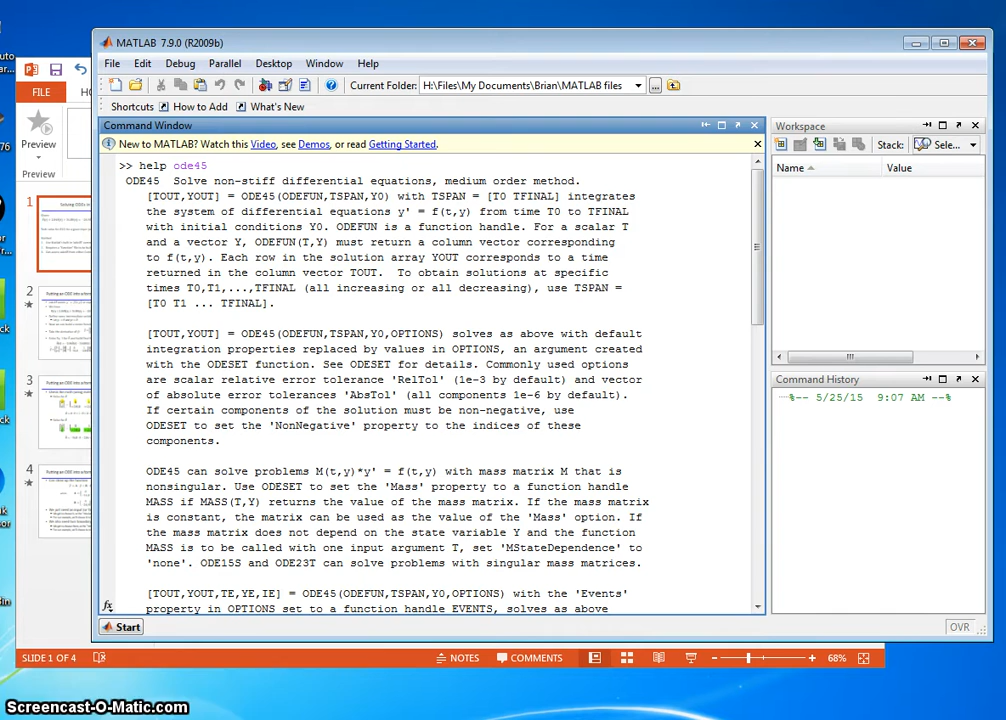 MATLAB 7.9.0 (R2009b)
File Edit Debug Parallel Desktop Window Help
Current Folder: H:\Files\My Documents\Brian\MATLAB files ...
Shortcuts How to Add What's New
Command Window
New to MATLAB? Watch this Video, see Demos, or read Getting Started.
>> help ode45
ODE45 Solve non-stiff differential equations, medium order method.
[TOUT,YOUT] = ODE45(ODEFUN,TSPAN,Y0) with TSPAN = [T0 TFINAL] integrates
the system of differential equations y' = f(t,y) from time T0 to TFINAL
with initial conditions Y0. ODEFUN is a function handle. For a scalar T
and a vector Y, ODEFUN(T,Y) must return a column vector corresponding
to f(t,y). Each row in the solution array YOUT corresponds to a time
returned in the column vector TOUT. To obtain solutions at specific
times T0,T1,...,TFINAL (all increasing or all decreasing), use TSPAN =
[T0 T1 ... TFINAL].
[TOUT,YOUT] = ODE45(ODEFUN,TSPAN,Y0,OPTIONS) solves as above with default
integration properties replaced by values in OPTIONS, an argument created
with the ODESET function. See ODESET for details. Commonly used options
are scalar relative error tolerance 'RelTol' (1e-3 by default) and vector
of absolute error tolerances 'AbsTol' (all components 1e-6 by default).
If certain components of the solution must be non-negative, use
ODESET to set the 'NonNegative' property to the indices of these
components.
ODE45 can solve problems M(t,y)*y' = f(t,y) with mass matrix M that is
nonsingular. Use ODESET to set the 'Mass' property to a function handle
MASS if MASS(T,Y) returns the value of the mass matrix. If the mass matrix
is constant, the matrix can be used as the value of the 'Mass' option. If
the mass matrix does not depend on the state variable Y and the function
MASS is to be called with one input argument T, set 'MStateDependence' to
'none'. ODE15S and ODE23T can solve problems with singular mass matrices.
[TOUT,YOUT,TE,YE,IE] = ODE45(ODEFUN,TSPAN,Y0,OPTIONS) with the 'Events'
property in OPTIONS set to a function handle EVENTS, solves as above
fx
Start
Workspace
Stack: Sele...
Name Value
Command History
%-- 5/25/15 9:07 AM --%
OVR
FILE
Preview
Preview
1
2
3
4
SLIDE 1 OF 4
NOTES COMMENTS 68%
Screencast-O-Matic.com